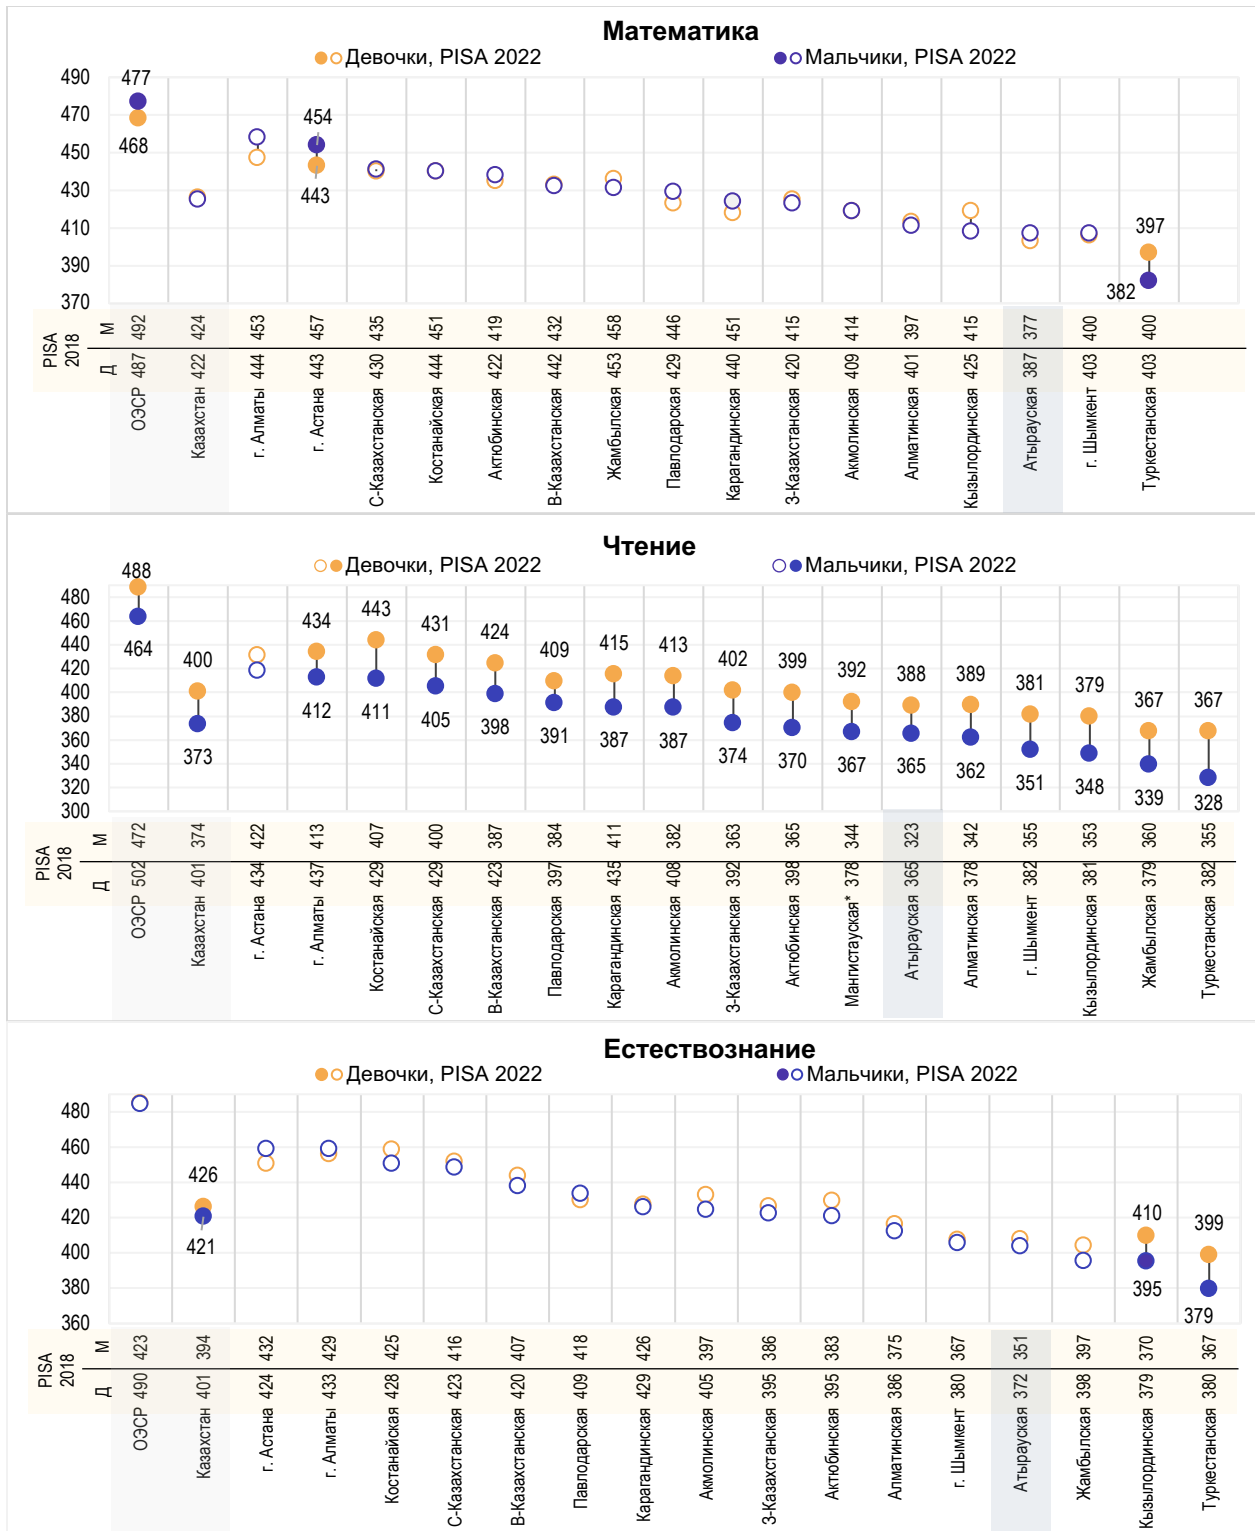 Математика
Девочки, PISA 2022 Мальчики, PISA 2022
490
470
450
430
410
390
370
477
468
454
443
397
382
PISA 2018
М 492 424 453 457 435 451 419 432 458 446 451 415 414 397 415 377 400 400
Д 487 422 444 443 430 444 422 442 453 429 440 420 409 401 425 387 403 403
ОЭСР
Казахстан
г. Алматы
г. Астана
С-Казахстанская
Костанайская
Актюбинская
В-Казахстанская
Жамбылская
Павлодарская
Карагандинская
З-Казахстанская
Акмолинская
Алматинская
Кызылординская
Атырауская
г. Шымкент
Туркестанская
Чтение
Девочки, PISA 2022 Мальчики, PISA 2022
480
460
440
420
400
380
360
340
320
300
488 400 434 443 431 424 409 415 413 402 399 392 388 389 381 379 367 367
464 373 412 411 405 398 391 387 387 374 370 367 365 362 351 348 339 328
PISA 2018
М 472 374 422 413 407 400 387 384 411 382 363 365 344 323 342 355 353 360 355
Д 502 401 434 437 429 429 423 397 435 408 392 398 378 365 378 382 381 379 382
ОЭСР
Казахстан
г. Астана
г. Алматы
Костанайская
С-Казахстанская
В-Казахстанская
Павлодарская
Карагандинская
Акмолинская
З-Казахстанская
Актюбинская
Мангистауская*
Атырауская
Алматинская
г. Шымкент
Кызылординская
Жамбылская
Туркестанская
Естествознание
Девочки, PISA 2022 Мальчики, PISA 2022
480
460
440
420
400
380
360
426
421
410
395
399
379
PISA 2018
М 423 394 432 429 425 416 407 418 426 397 386 383 375 367 351 397 370 367
Д 490 401 424 433 428 423 420 409 429 405 395 395 386 380 372 398 379 380
ОЭСР
Казахстан
г. Астана
г. Алматы
Костанайская
С-Казахстанская
В-Казахстанская
Павлодарская
Карагандинская
Акмолинская
З-Казахстанская
Актюбинская
Алматинская
г. Шымкент
Атырауская
Жамбылская
Кызылординская
Туркестанская